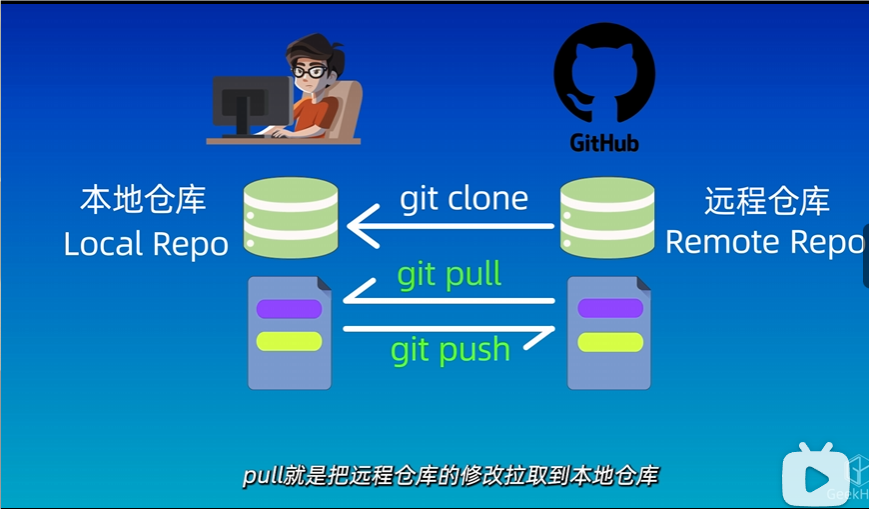 GitHub
本地仓库
Local Repo
git clone
远程仓库
Remote Repo
git pull
git push
pull就是把远程仓库的修改拉取到本地仓库
GeekH